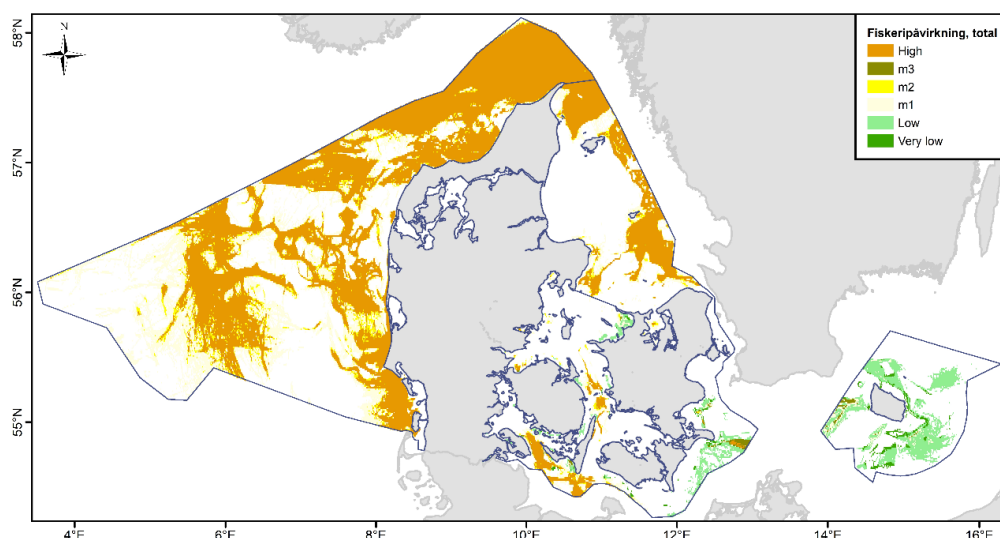 N
58°N
57°N
56°N
55°N
4°E
6°E
8°E
10°E
12°E
14°E
16°E
Fiskeripåvirkning, total
High
m3
m2
m1
Low
Very low